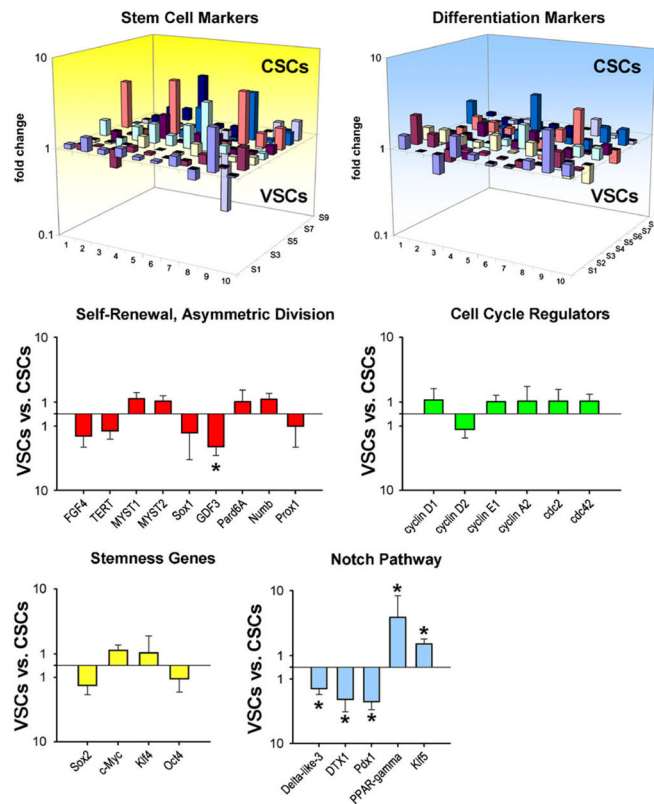 Stem Cell Markers
10
CSCs
fold change
1
VSCs
0.1
1 2 3 4 5 6 7 8 9 10
S1 S3 S5 S7 S9
Differentiation Markers
10
CSCs
fold change
1
VSCs
0.1
1 2 3 4 5 6 7 8 9 10
S1 S2 S3 S4 S5 S6 S7
Self-Renewal, Asymmetric Division
VSCs vs. CSCs
10
1
1
10
*
FGF4 TERT MYST1 MYST2 Sox1 GDF3 Pard6A Numb Prox1
Cell Cycle Regulators
VSCs vs. CSCs
10
1
1
10
cyclin D1 cyclin D2 cyclin E1 cyclin A2 cdc2 cdc42
Stemness Genes
VSCs vs. CSCs
10
1
1
10
Sox2 c-Myc Klf4 Oct4
Notch Pathway
VSCs vs. CSCs
10
1
1
10
* * * * *
Delta-like-3 DTX1 Pdx1 PPAR-gamma Klf5